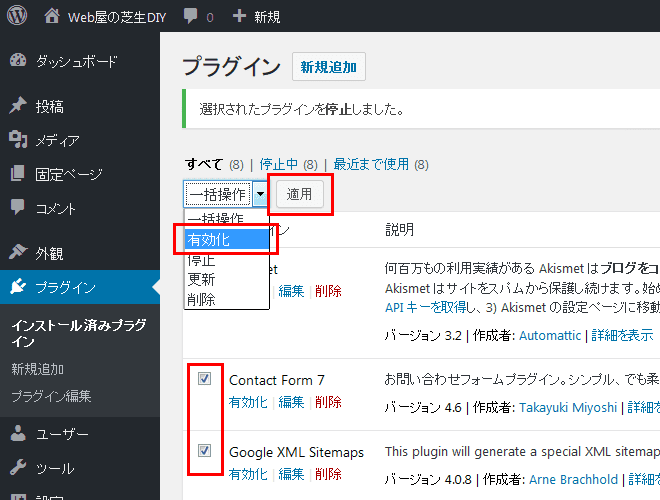 Web屋の芝生DIY 0 + 新規
ダッシュボード
投稿
メディア
固定ページ
コメント
外観
プラグイン
インストール済みプラグイン
新規追加
プラグイン編集
ユーザー
ツール
設定
プラグイン 新規追加
選択されたプラグインを停止しました。
すべて (8) | 停止中 (8) | 最近まで使用 (8)
一括操作 適用
一括操作
有効化
停止
更新
削除
イン 説明
et 何百万もの利用実績がある Akismet はブログをコ
Akismet はサイトをスパムから保護し続けます。始め
編集 | 削除 API キーを取得し、3) Akismet の設定ページに移動
バージョン 3.2 | 作成者: Automattic | 詳細を表示
Contact Form 7 お問い合わせフォームプラグイン。シンプル、でも柔
有効化 | 編集 | 削除
バージョン 4.6 | 作成者: Takayuki Miyoshi | 詳細を
Google XML Sitemaps This plugin will generate a special XML sitemap
有効化 | 編集 | 削除
バージョン 4.0.8 | 作成者: Arne Brachhold | 詳細を